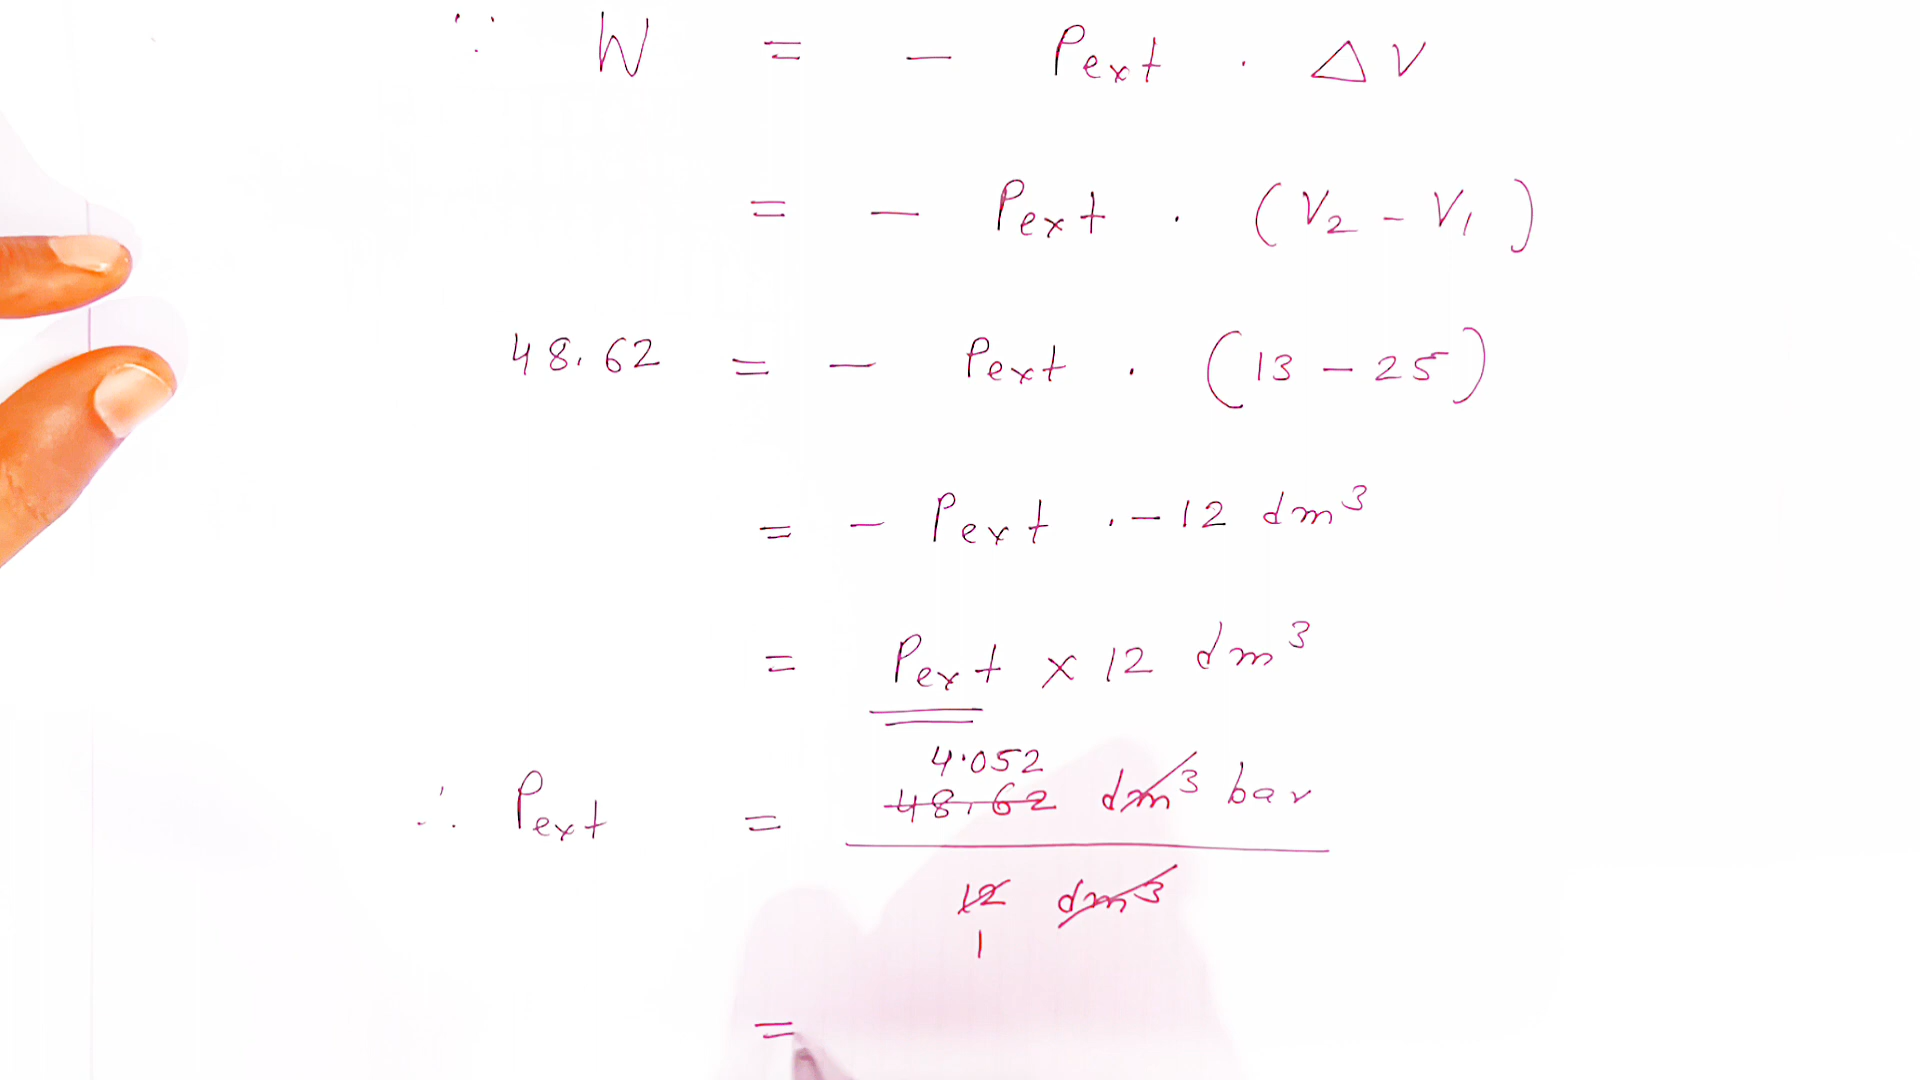 ∵ W = - Pext . △V
= - Pext . (V2 - V1)
48.62 = - Pext . (13 - 25)
= - Pext . - 12 dm³
= Pext x 12 dm³
4.052
∴ Pext = 48.62 dm³ bar
12 dm³
1
=